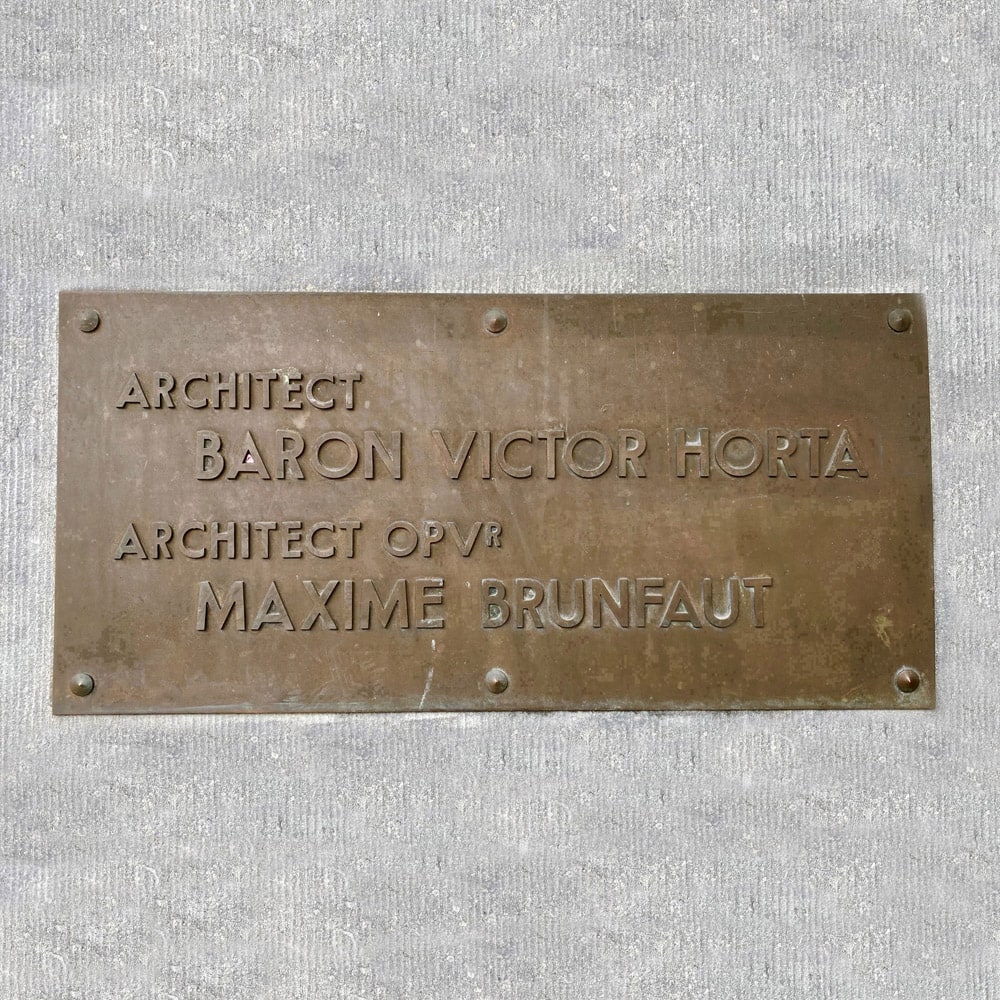 ARCHITECT
BARON VICTOR HORTA
ARCHITECT OPVᴿ
MAXIME BRUNFAUT